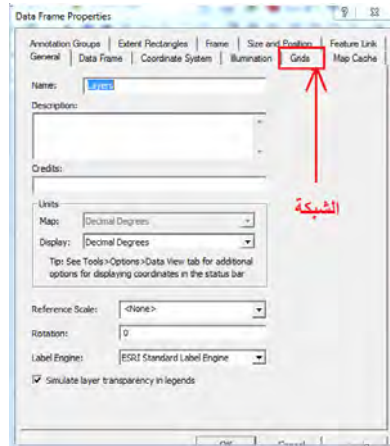 Data Frame Properties
Annotation Groups Extent Rectangles Frame Size and Position Feature Link
General Data Frame Coordinate System Illumination Grids Map Cache
Name: Layers
Description:
Credits:
الشبكة
Units
Map: Decimal Degrees
Display: Decimal Degrees
Tip: See Tools>Options>Data View tab for additional
options for displaying coordinates in the status bar
Reference Scale: <None>
Rotation: 0
Label Engine: ESRI Standard Label Engine
Simulate layer transparency in legends